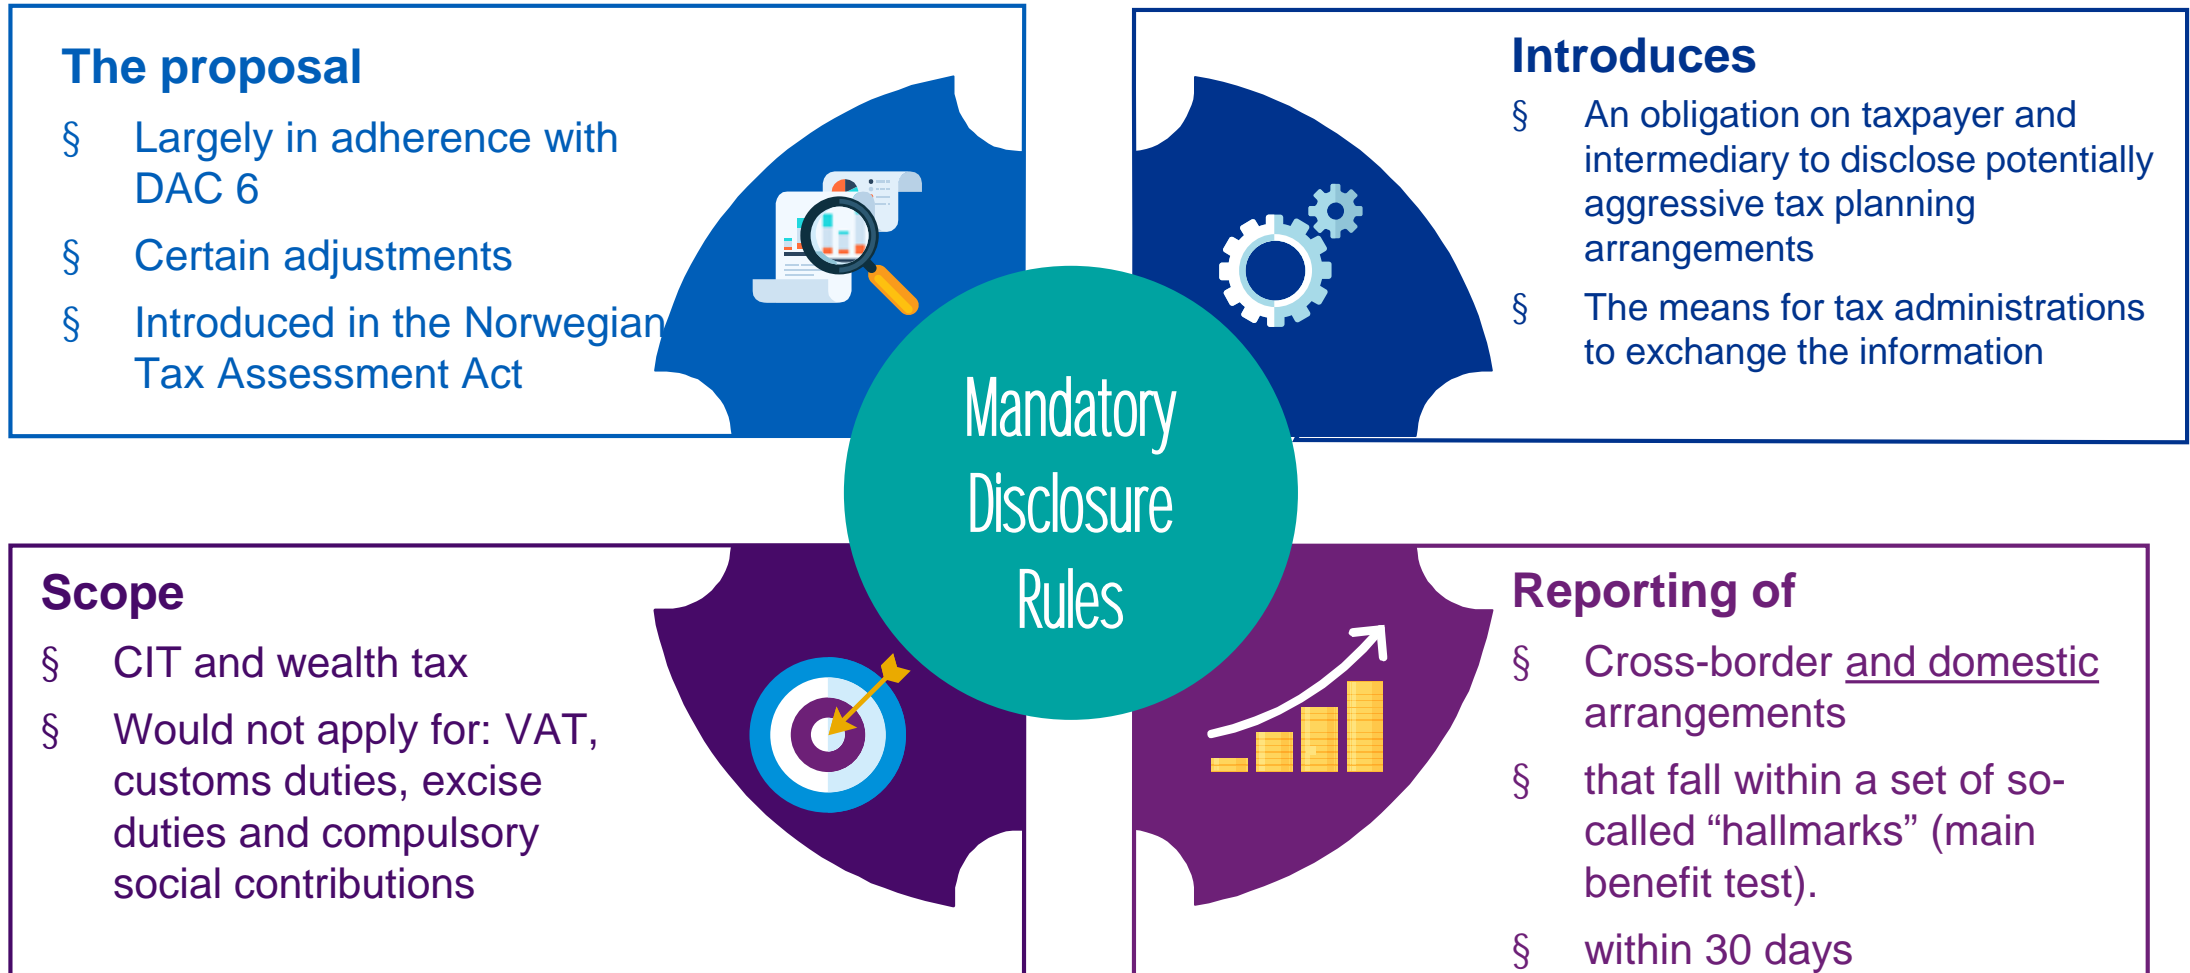 The proposal
§ Largely in adherence with
DAC 6
§ Certain adjustments
§ Introduced in the Norwegian
Tax Assessment Act
Introduces
§ An obligation on taxpayer and
intermediary to disclose potentially
aggressive tax planning
arrangements
§ The means for tax administrations
to exchange the information
Mandatory
Disclosure
Rules
Scope
§ CIT and wealth tax
§ Would not apply for: VAT,
customs duties, excise
duties and compulsory
social contributions
Reporting of
§ Cross-border and domestic
arrangements
§ that fall within a set of so-
called “hallmarks” (main
benefit test).
§ within 30 days